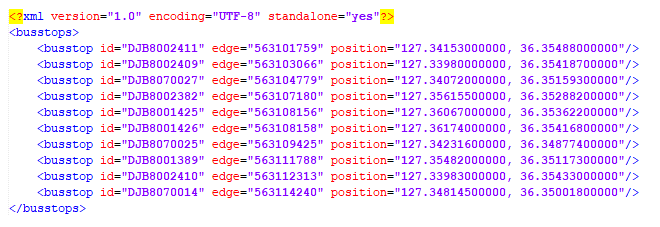 <?xml version="1.0" encoding="UTF-8" standalone="yes"?>
<busstops>
    <busstop id="DJB8002411" edge="563101759" position="127.34153000000, 36.35488000000"/>
    <busstop id="DJB8002409" edge="563103066" position="127.33980000000, 36.35418700000"/>
    <busstop id="DJB8070027" edge="563104779" position="127.34072000000, 36.35159300000"/>
    <busstop id="DJB8002382" edge="563107180" position="127.35615500000, 36.35288200000"/>
    <busstop id="DJB8001425" edge="563108156" position="127.36067000000, 36.35362200000"/>
    <busstop id="DJB8001426" edge="563108158" position="127.36174000000, 36.35416800000"/>
    <busstop id="DJB8070025" edge="563109425" position="127.34231600000, 36.34877400000"/>
    <busstop id="DJB8001389" edge="563111788" position="127.35482000000, 36.35117300000"/>
    <busstop id="DJB8002410" edge="563112313" position="127.33983000000, 36.35433000000"/>
    <busstop id="DJB8070014" edge="563114240" position="127.34814500000, 36.35001800000"/>
</busstops>